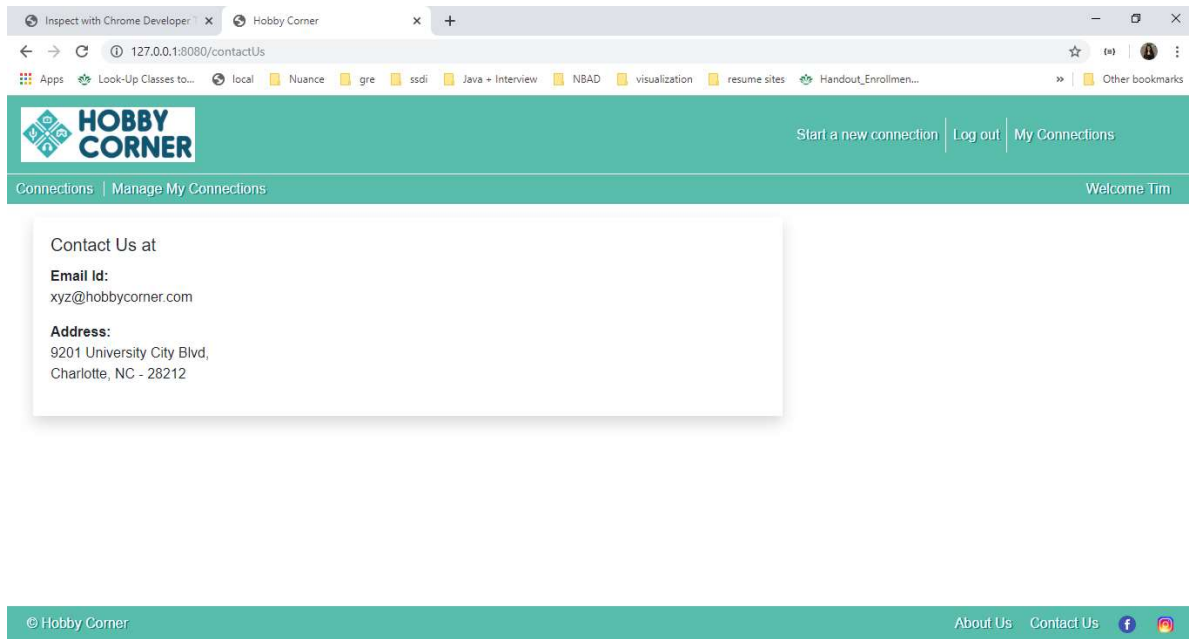 Inspect with Chrome Developer T
Hobby Corner
127.0.0.1:8080/contactUs
Apps Look-Up Classes to... local Nuance gre ssdi Java + Interview NBAD visualization resume sites Handout_Enrollmen... » Other bookmarks
HOBBY
CORNER
Start a new connection Log out My Connections
Connections | Manage My Connections Welcome Tim
Contact Us at
Email Id:
xyz@hobbycorner.com
Address:
9201 University City Blvd,
Charlotte, NC - 28212
© Hobby Corner About Us Contact Us